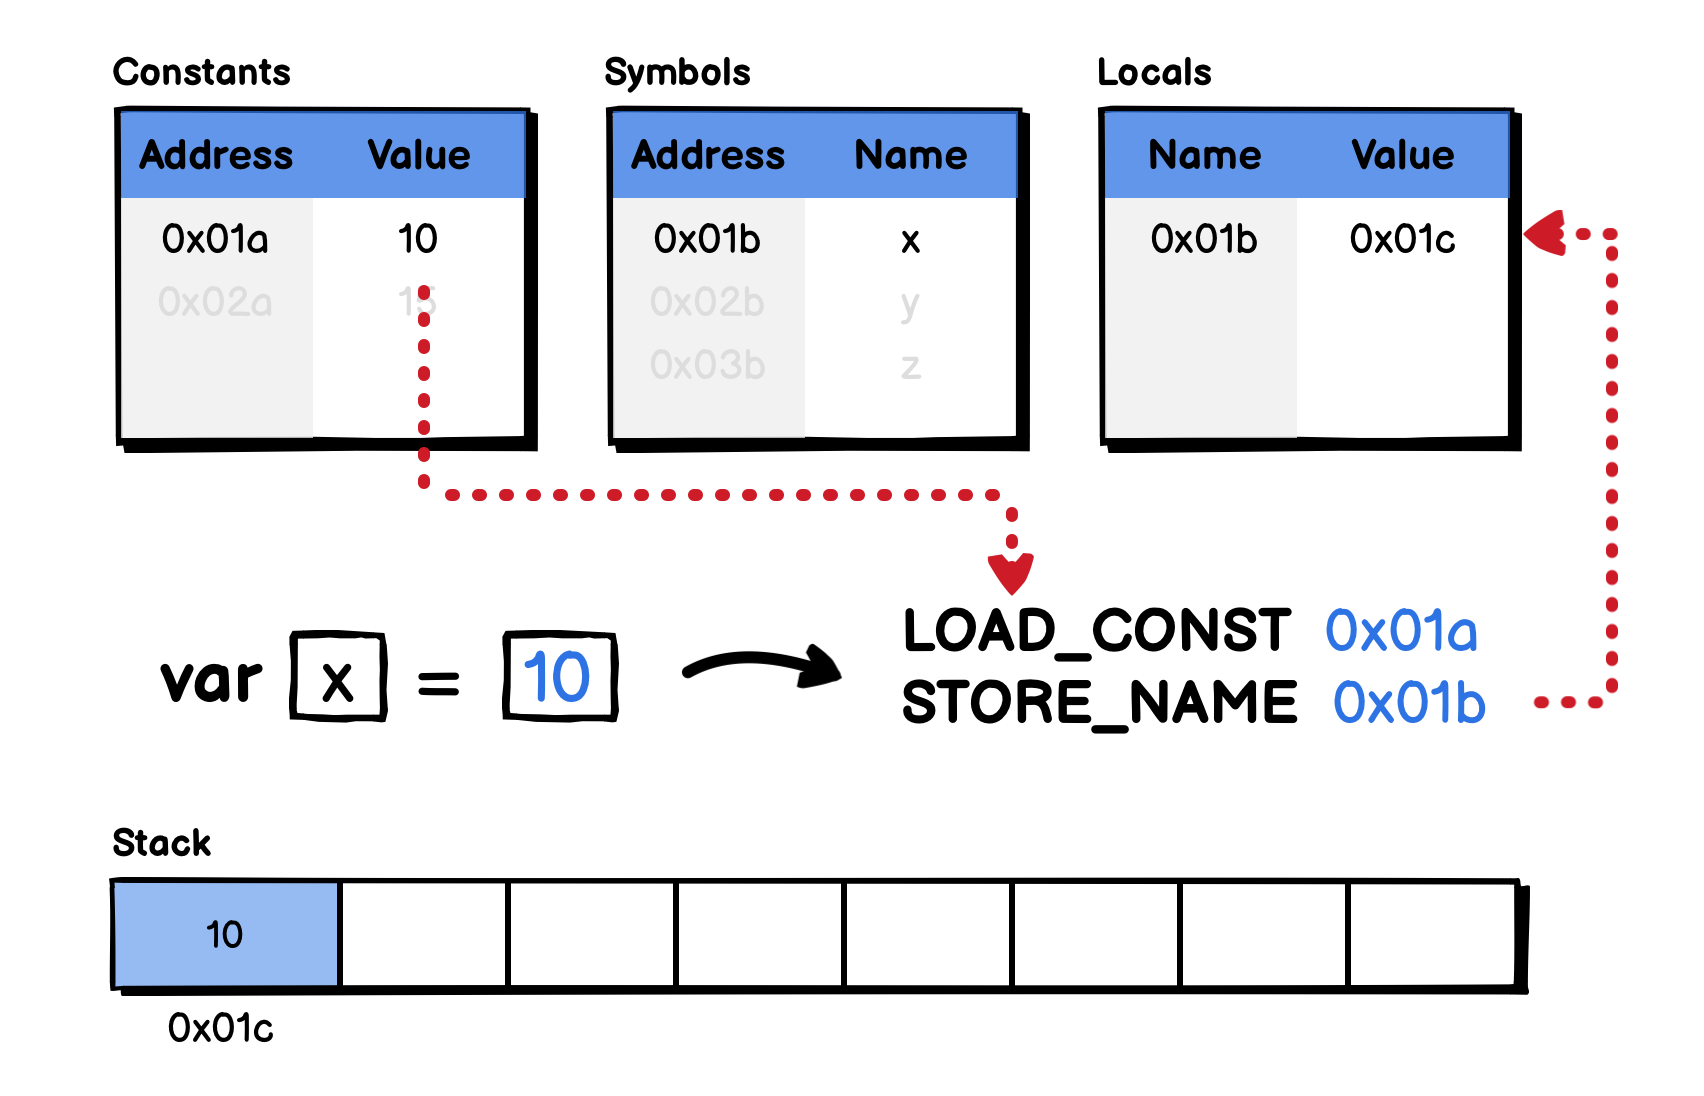 Constants
Address Value
0x01a 10
0x02a 15
Symbols
Address Name
0x01b x
0x02b y
0x03b z
Locals
Name Value
0x01b 0x01c
var x = 10
LOAD_CONST 0x01a
STORE_NAME 0x01b
Stack
10
0x01c